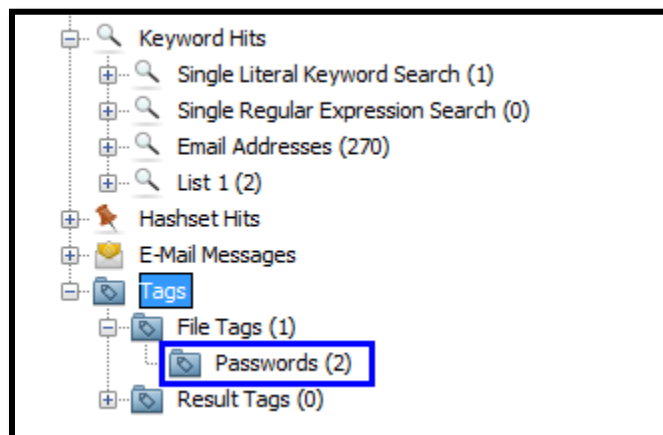 Keyword Hits
Single Literal Keyword Search (1)
Single Regular Expression Search (0)
Email Addresses (270)
List 1 (2)
Hashset Hits
E-Mail Messages
Tags
File Tags (1)
Passwords (2)
Result Tags (0)